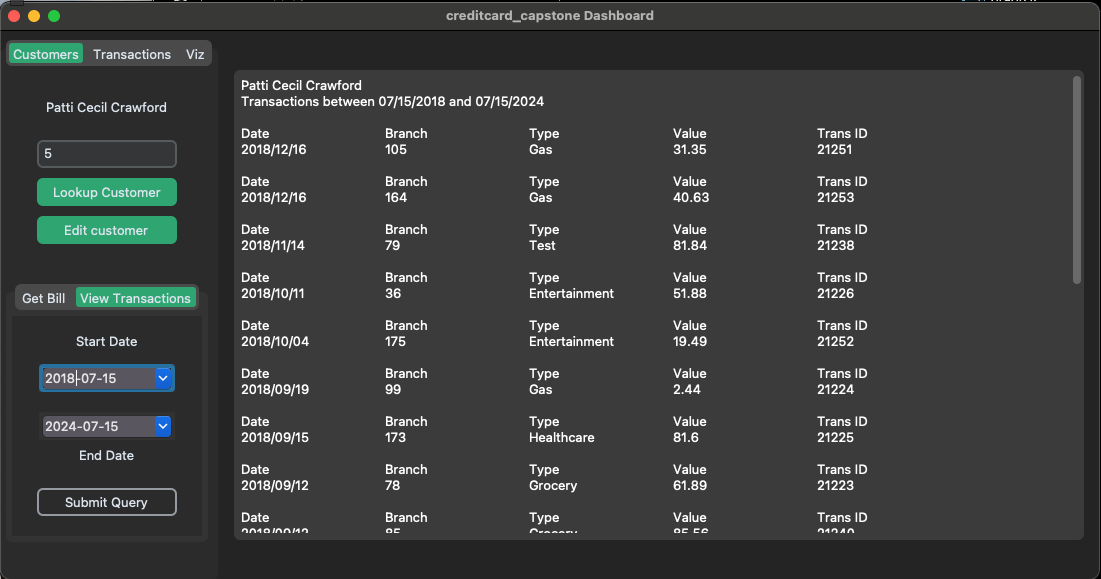 creditcard_capstone Dashboard
Customers Transactions Viz
Patti Cecil Crawford
5
Lookup Customer
Edit customer
Get Bill View Transactions
Start Date
2018-07-15
2024-07-15
End Date
Submit Query
Patti Cecil Crawford
Transactions between 07/15/2018 and 07/15/2024
Date Branch Type Value Trans ID
2018/12/16 105 Gas 31.35 21251
Date Branch Type Value Trans ID
2018/12/16 164 Gas 40.63 21253
Date Branch Type Value Trans ID
2018/11/14 79 Test 81.84 21238
Date Branch Type Value Trans ID
2018/10/11 36 Entertainment 51.88 21226
Date Branch Type Value Trans ID
2018/10/04 175 Entertainment 19.49 21252
Date Branch Type Value Trans ID
2018/09/19 99 Gas 2.44 21224
Date Branch Type Value Trans ID
2018/09/15 173 Healthcare 81.6 21225
Date Branch Type Value Trans ID
2018/09/12 78 Grocery 61.89 21223
Date Branch Type Value Trans ID